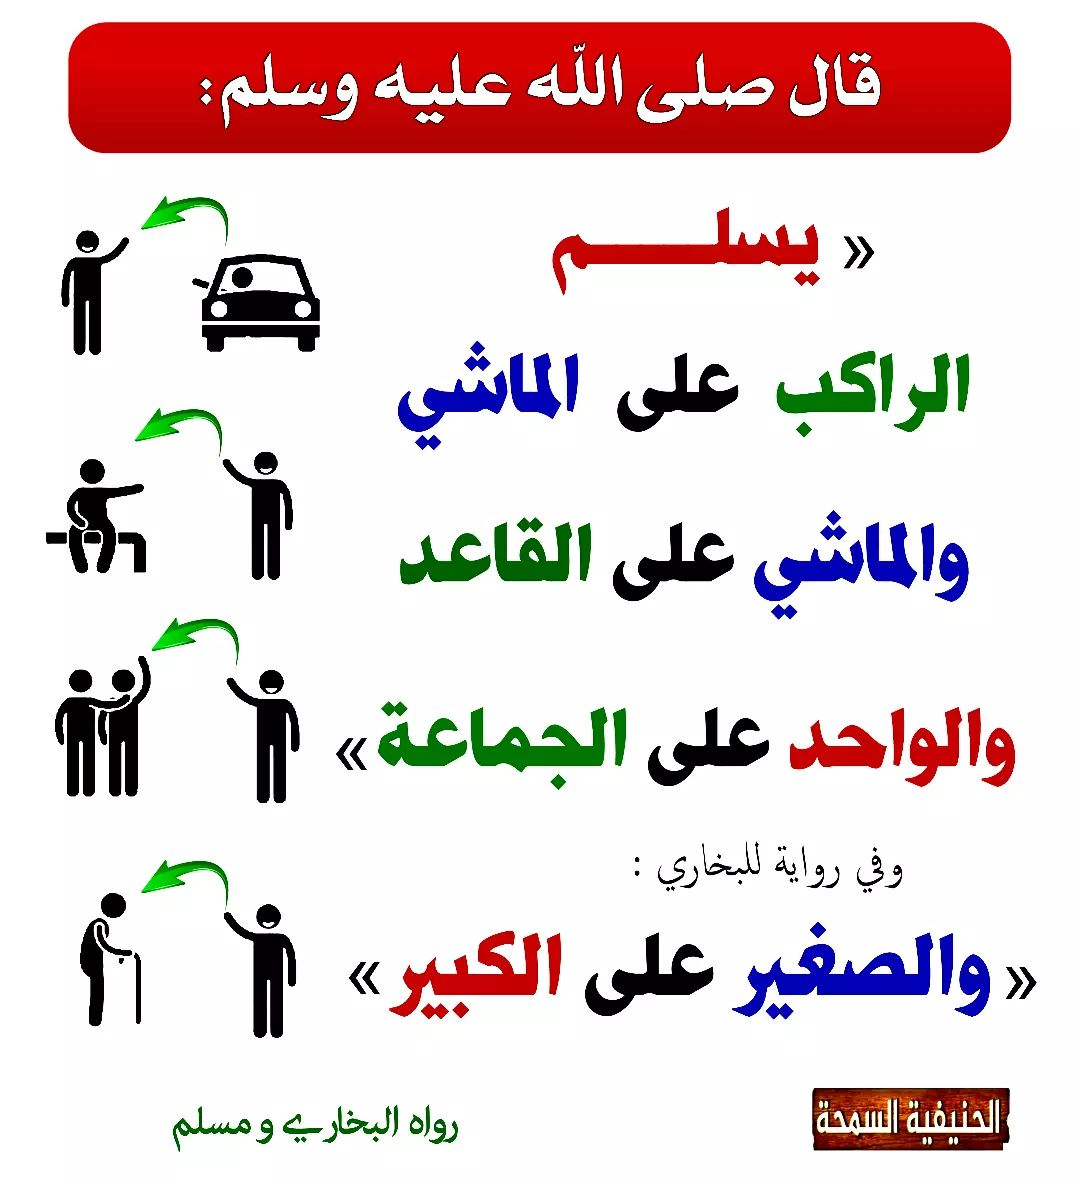 قال صلى الله عليه وسلم:
« يسلم
الراكب على الماشي
والماشي على القاعد
والواحد على الجماعة »
وفي رواية للبخاري :
« والصغير على الكبير »
رواه البخاري و مسلم
الحنيفية السمحة